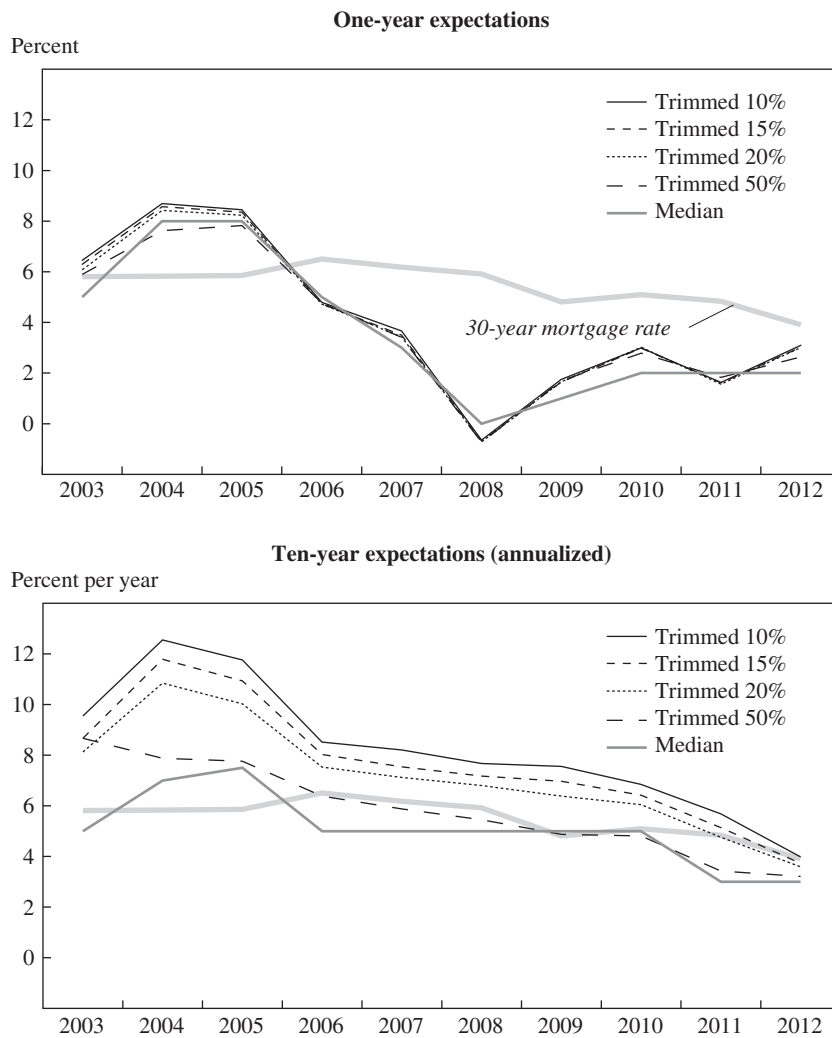 One-year expectations
Percent
12
10
8
6
4
2
0
Trimmed 10%
Trimmed 15%
Trimmed 20%
Trimmed 50%
Median
30-year mortgage rate
2003 2004 2005 2006 2007 2008 2009 2010 2011 2012
Ten-year expectations (annualized)
Percent per year
12
10
8
6
4
2
0
Trimmed 10%
Trimmed 15%
Trimmed 20%
Trimmed 50%
Median
2003 2004 2005 2006 2007 2008 2009 2010 2011 2012